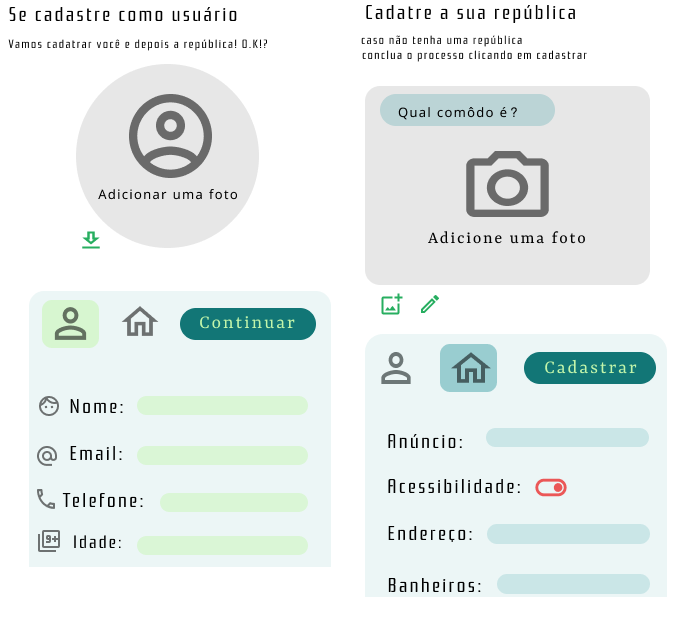 Se cadastre como usuário
Vamos cadatrar você e depois a república! O.K!?
Adicionar uma foto
Continuar
Nome:
Email:
Telefone:
9+
Idade:
Cadatre a sua república
caso não tenha uma república
conclua o processo clicando em cadastrar
Qual comôdo é?
Adicione uma foto
Cadastrar
Anúncio:
Acessibilidade:
Endereço:
Banheiros: